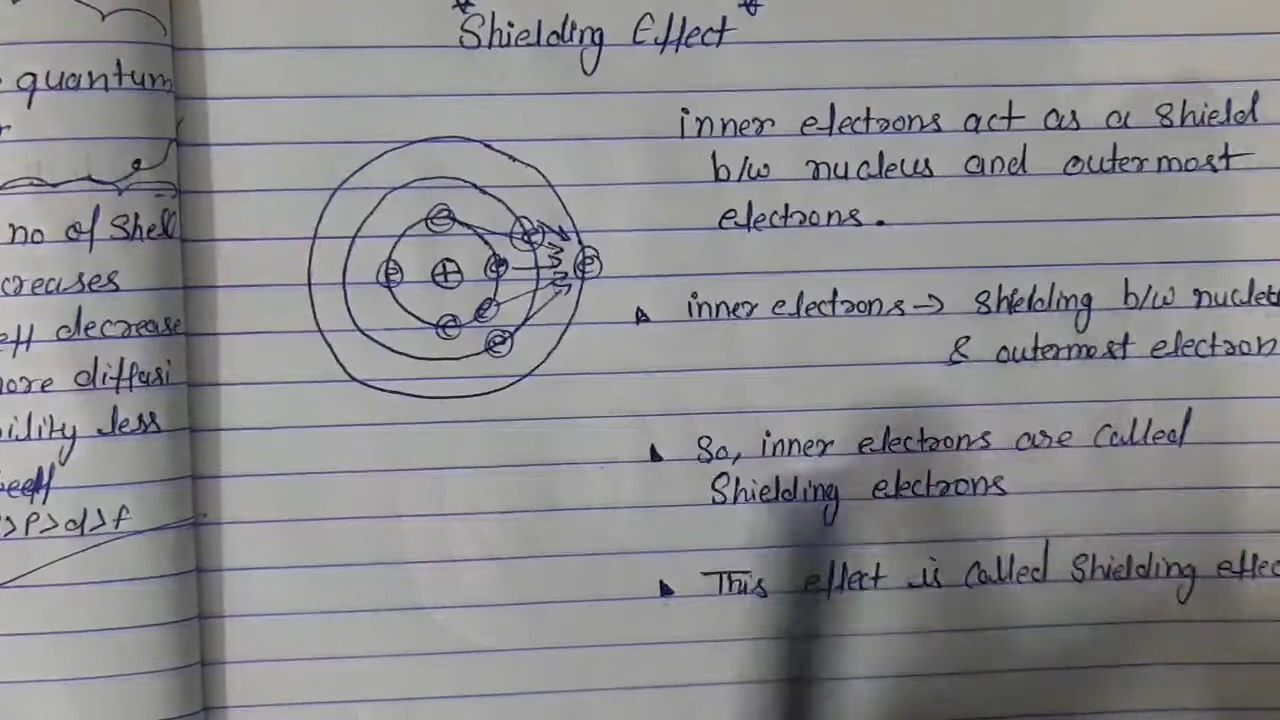 quantum
no of Shell
creases
eff decrease
more diffusi
ility less
zeff
>P>d>f
*Shielding Effect*
inner electrons act as a shield
b/w nucleus and outermost
electrons.
inner electrons → shielding b/w nuclei
& outermost electron
So, inner electrons are called
Shielding electrons
This effect is called Shielding effec